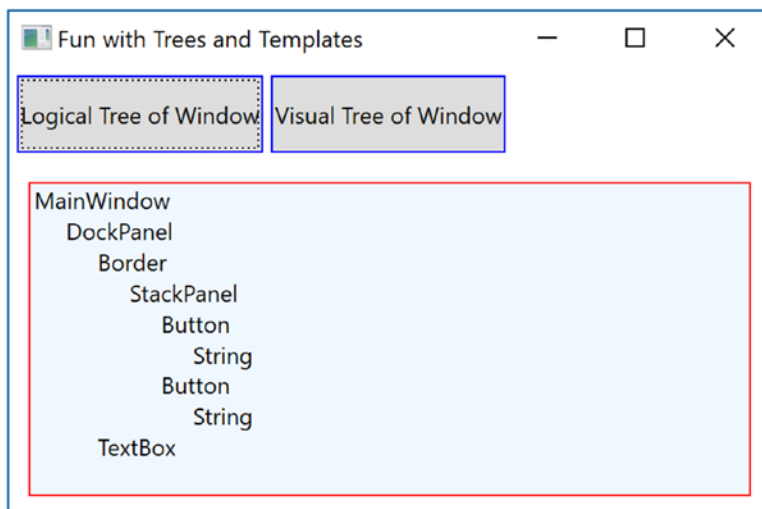 Fun with Trees and Templates
Logical Tree of Window
Visual Tree of Window
MainWindow
DockPanel
Border
StackPanel
Button
String
Button
String
TextBox